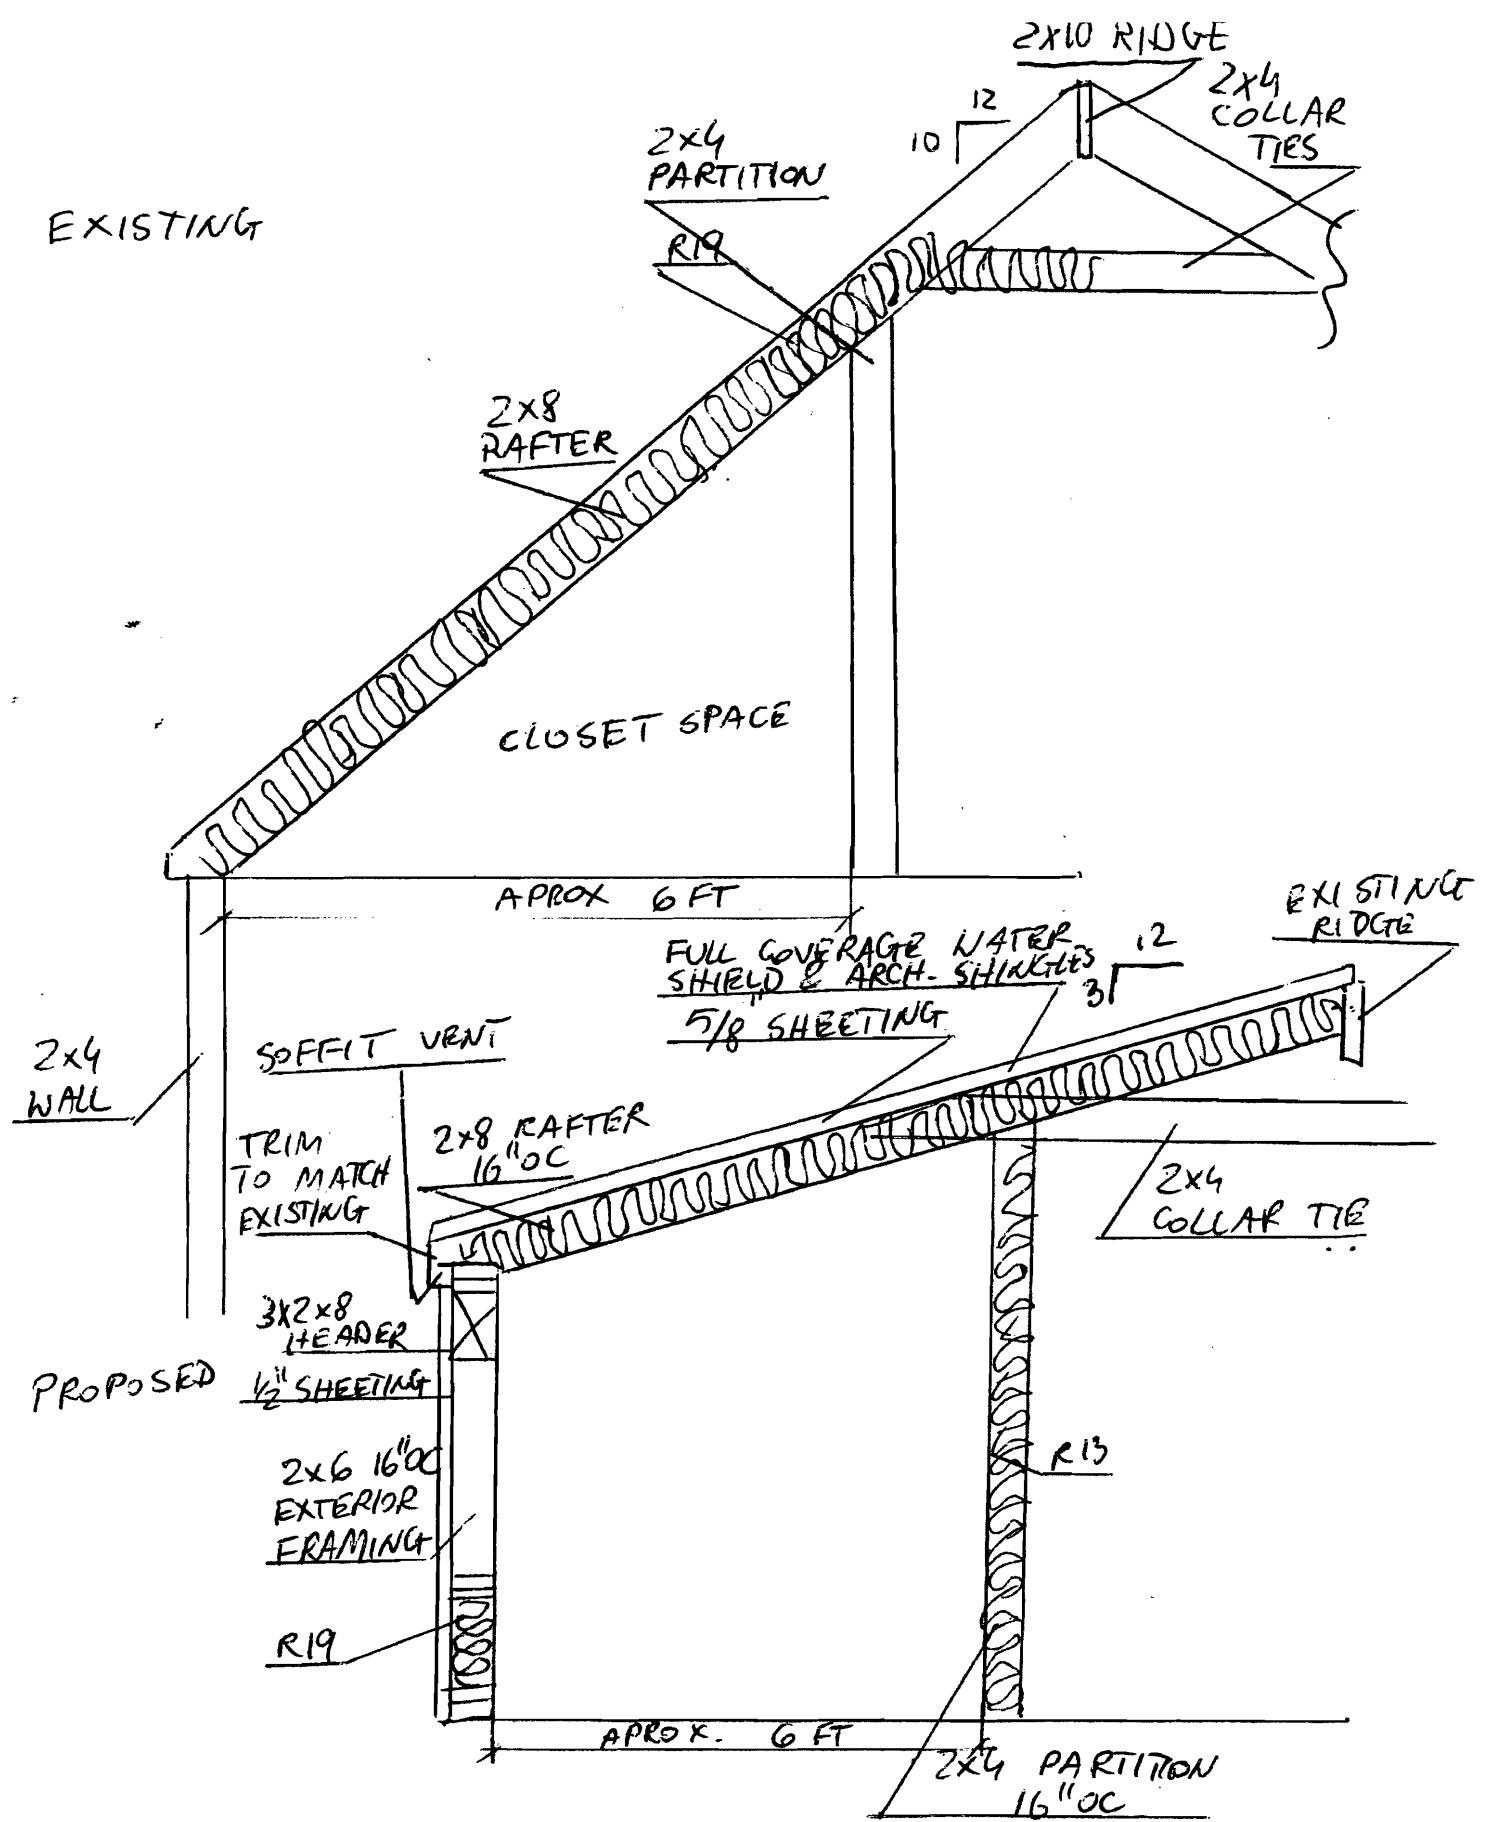 2X10 RIDGE
2x4
COLLAR
TIES
12
10
2x4
PARTITION
R19
EXISTING
2x8
RAFTER
CLOSET SPACE
APROX 6 FT
2x4
WALL
EXISTING
RIDGE
FULL COVERAGE WATER
SHIELD & ARCH. SHINGLES
12
3
5/8" SHEETING
SOFFIT VENT
2x8 RAFTER
16"OC
TRIM
TO MATCH
EXISTING
2x4
COLLAR TIE
3X2x8
HEADER
PROPOSED
1/2" SHEETING
2x6 16"OC
EXTERIOR
FRAMING
R13
R19
APROX. 6 FT
2x4 PARTITION
16"OC